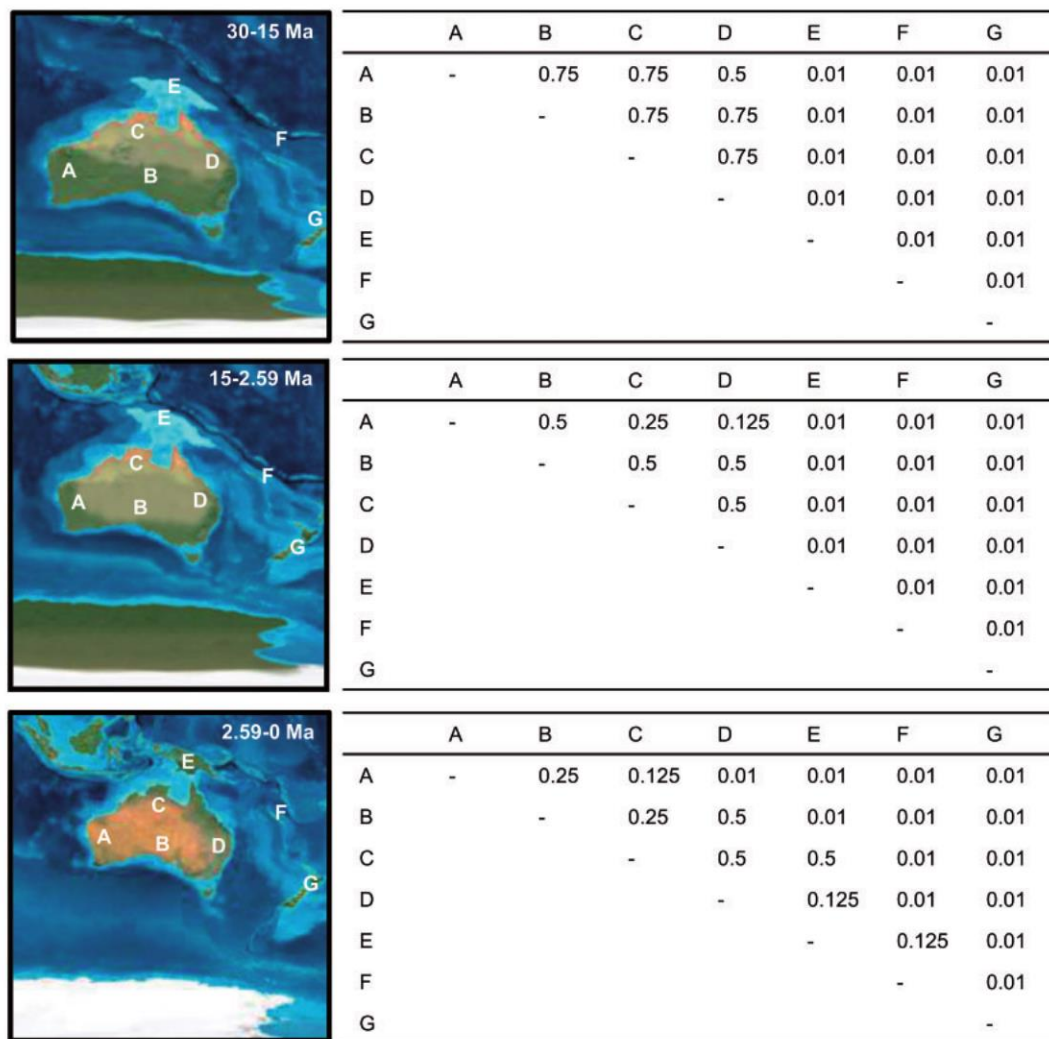 30-15 Ma
E
F
C
A
B
D
G
A B C D E F G
A - 0.75 0.75 0.5 0.01 0.01 0.01
B - 0.75 0.75 0.01 0.01 0.01
C - 0.75 0.01 0.01 0.01
D - 0.01 0.01 0.01
E - 0.01 0.01
F - 0.01
G -
15-2.59 Ma
E
F
C
A
B
D
G
A B C D E F G
A - 0.5 0.25 0.125 0.01 0.01 0.01
B - 0.5 0.5 0.01 0.01 0.01
C - 0.5 0.01 0.01 0.01
D - 0.01 0.01 0.01
E - 0.01 0.01
F - 0.01
G -
2.59-0 Ma
E
F
C
A
B
D
G
A B C D E F G
A - 0.25 0.125 0.01 0.01 0.01 0.01
B - 0.25 0.5 0.01 0.01 0.01
C - 0.5 0.5 0.01 0.01
D - 0.125 0.01 0.01
E - 0.125 0.01
F - 0.01
G -